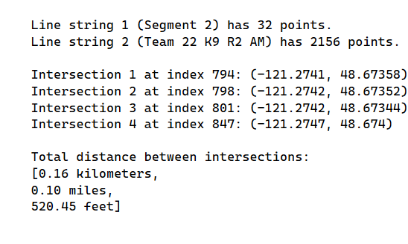 Line string 1 (Segment 2) has 32 points.
Line string 2 (Team 22 K9 R2 AM) has 2156 points.
Intersection 1 at index 794: (-121.2741, 48.67358)
Intersection 2 at index 798: (-121.2742, 48.67352)
Intersection 3 at index 801: (-121.2742, 48.67344)
Intersection 4 at index 847: (-121.2747, 48.674)
Total distance between intersections:
[0.16 kilometers,
0.10 miles,
520.45 feet]